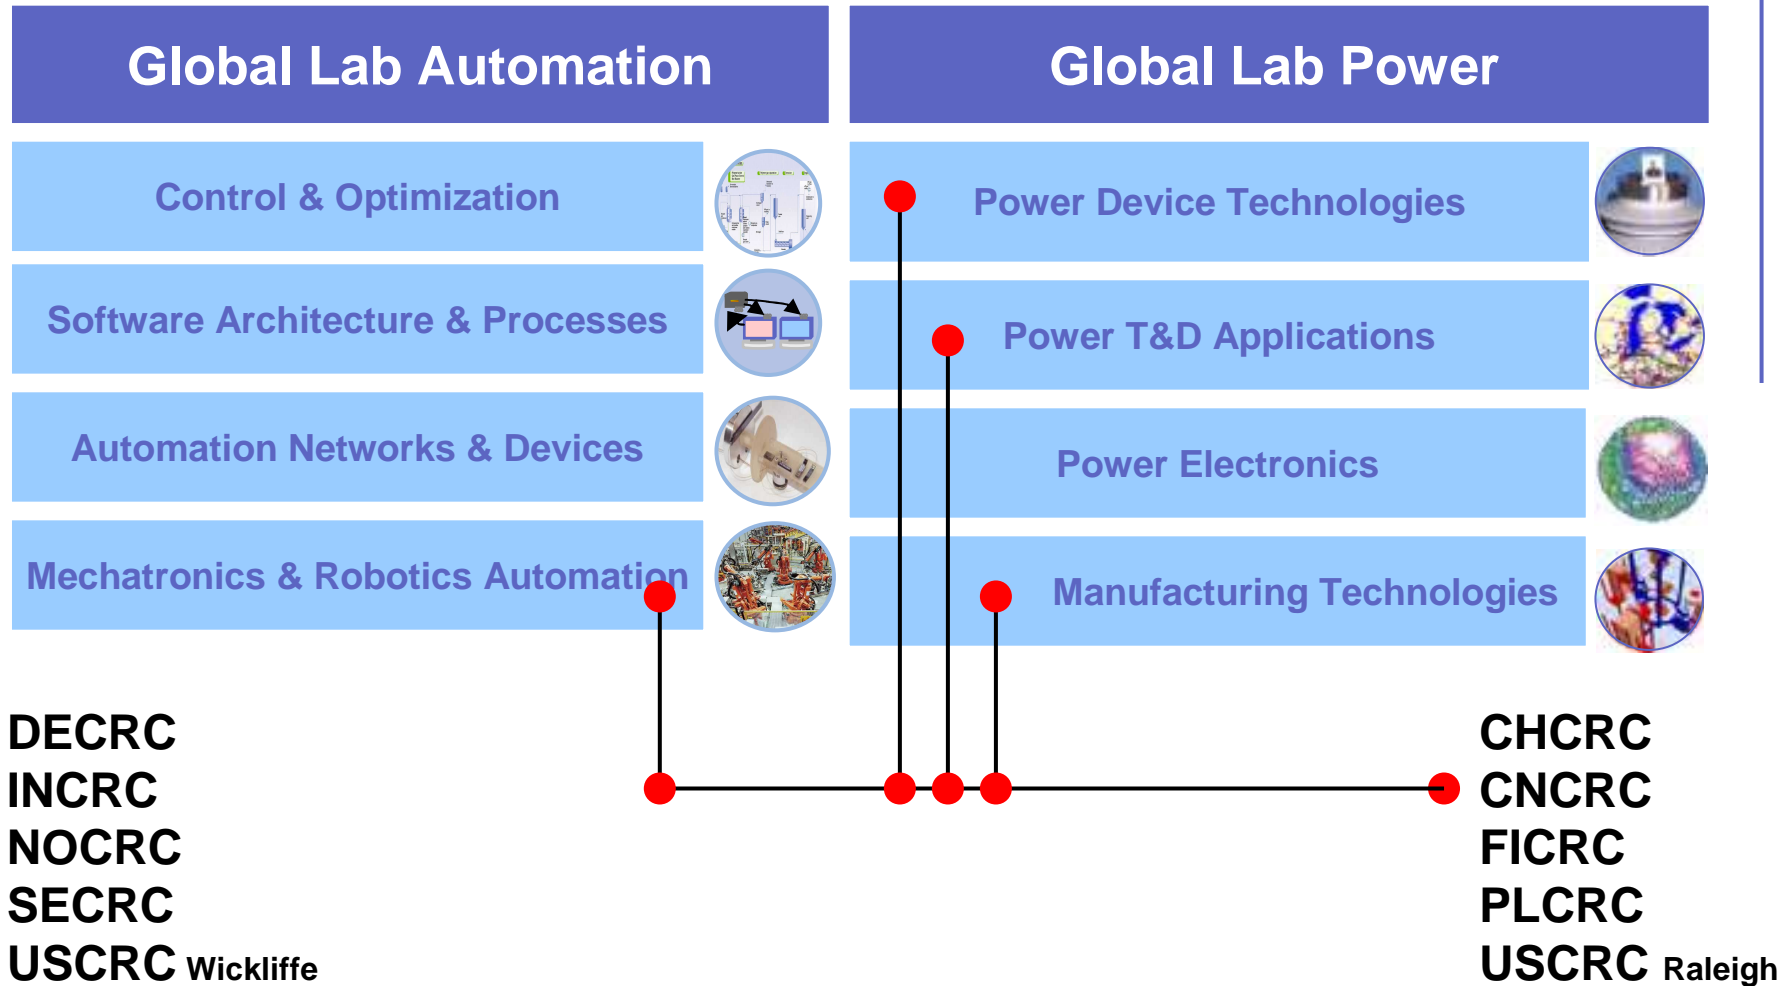 Global Lab Automation
Global Lab Power
Control & Optimization
Software Architecture & Processes
Automation Networks & Devices
Mechatronics & Robotics Automation
Power Device Technologies
Power T&D Applications
Power Electronics
Manufacturing Technologies
DECRC
INCRC
NOCRC
SECRC
USCRC Wickliffe
CHCRC
CNCRC
FICRC
PLCRC
USCRC Raleigh